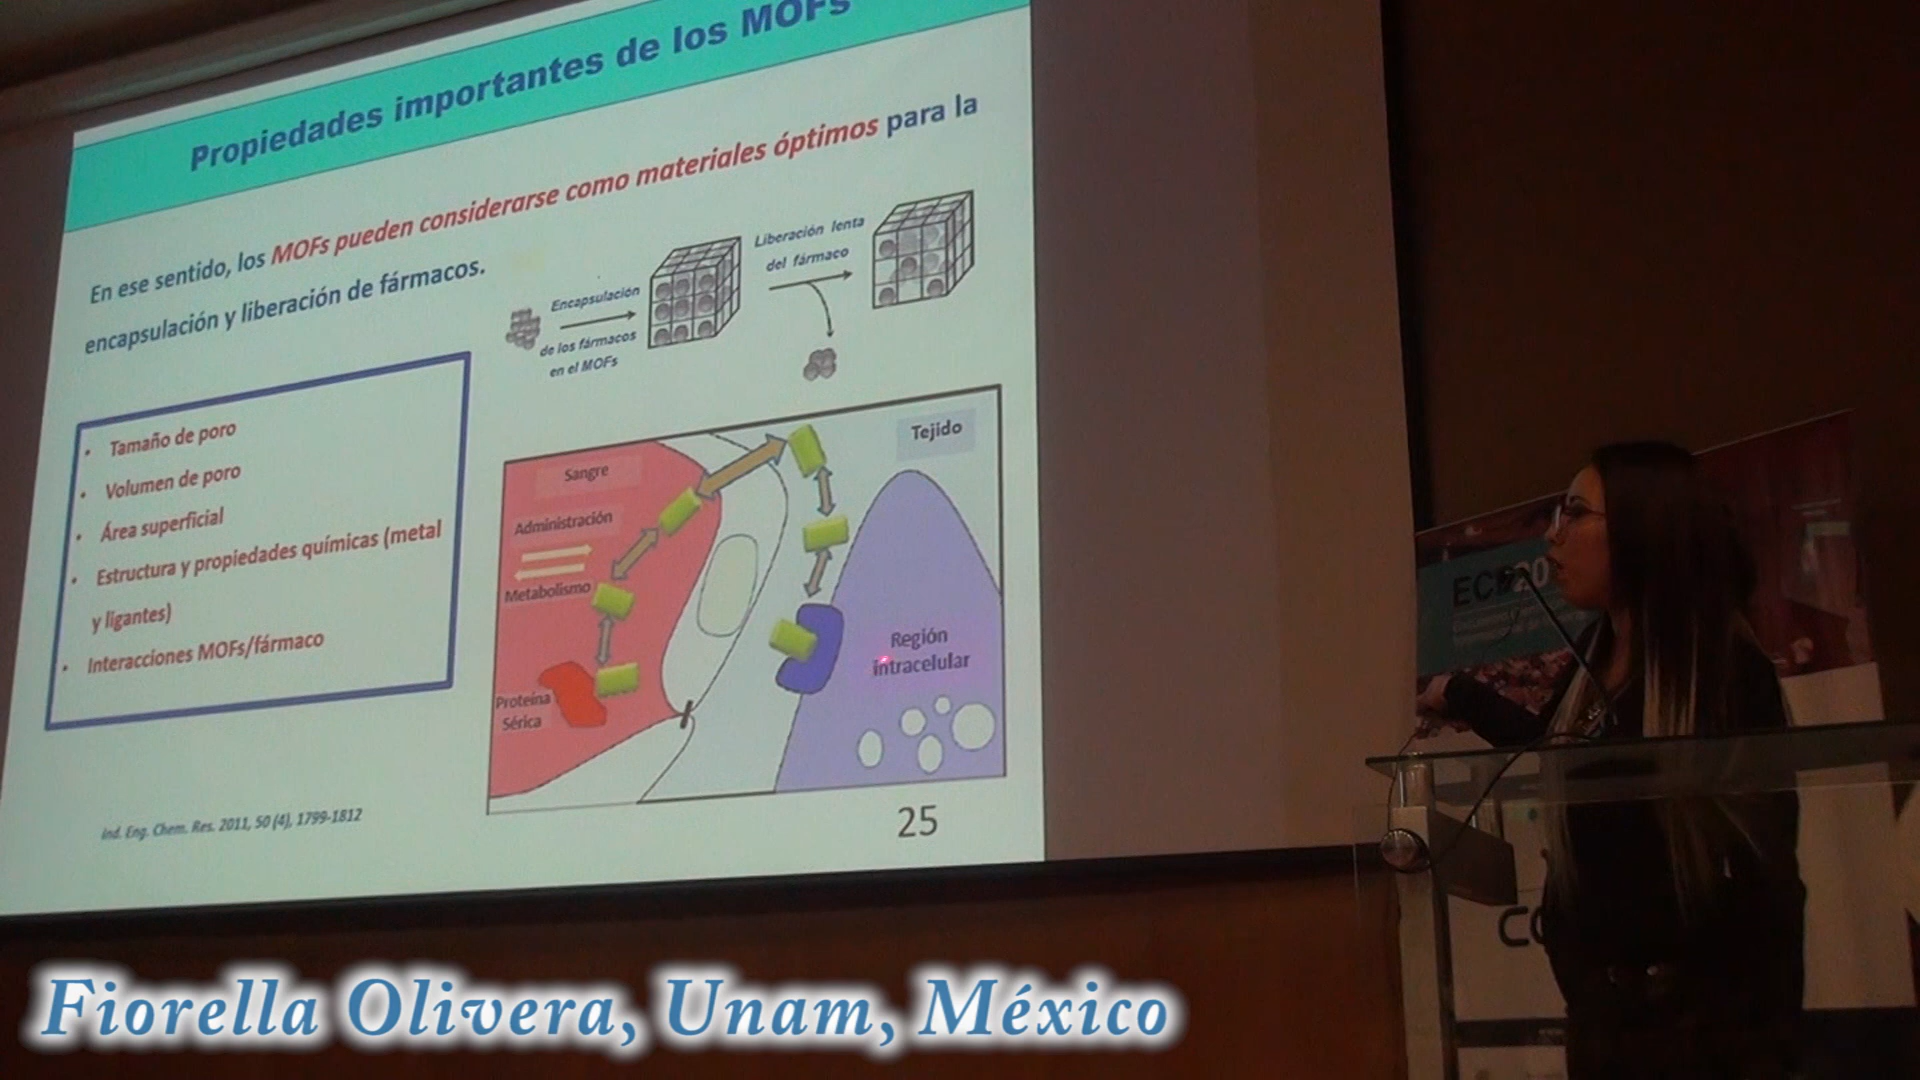 Propiedades importantes de los MOFs
En ese sentido, los MOFs pueden considerarse como materiales óptimos para la
encapsulación y liberación de fármacos.
Encapsulación
de los fármacos
en el MOFs
Liberación lenta
del fármaco
• Tamaño de poro
• Volumen de poro
• Área superficial
• Estructura y propiedades químicas (metal
y ligantes)
• Interacciones MOFs/fármaco
Sangre
Administración
Metabolismo
Proteína
Sérica
Tejido
Región
intracelular
Ind. Eng. Chem. Res. 2011, 50 (4), 1799-1812
25
Fiorella Olivera, Unam, México